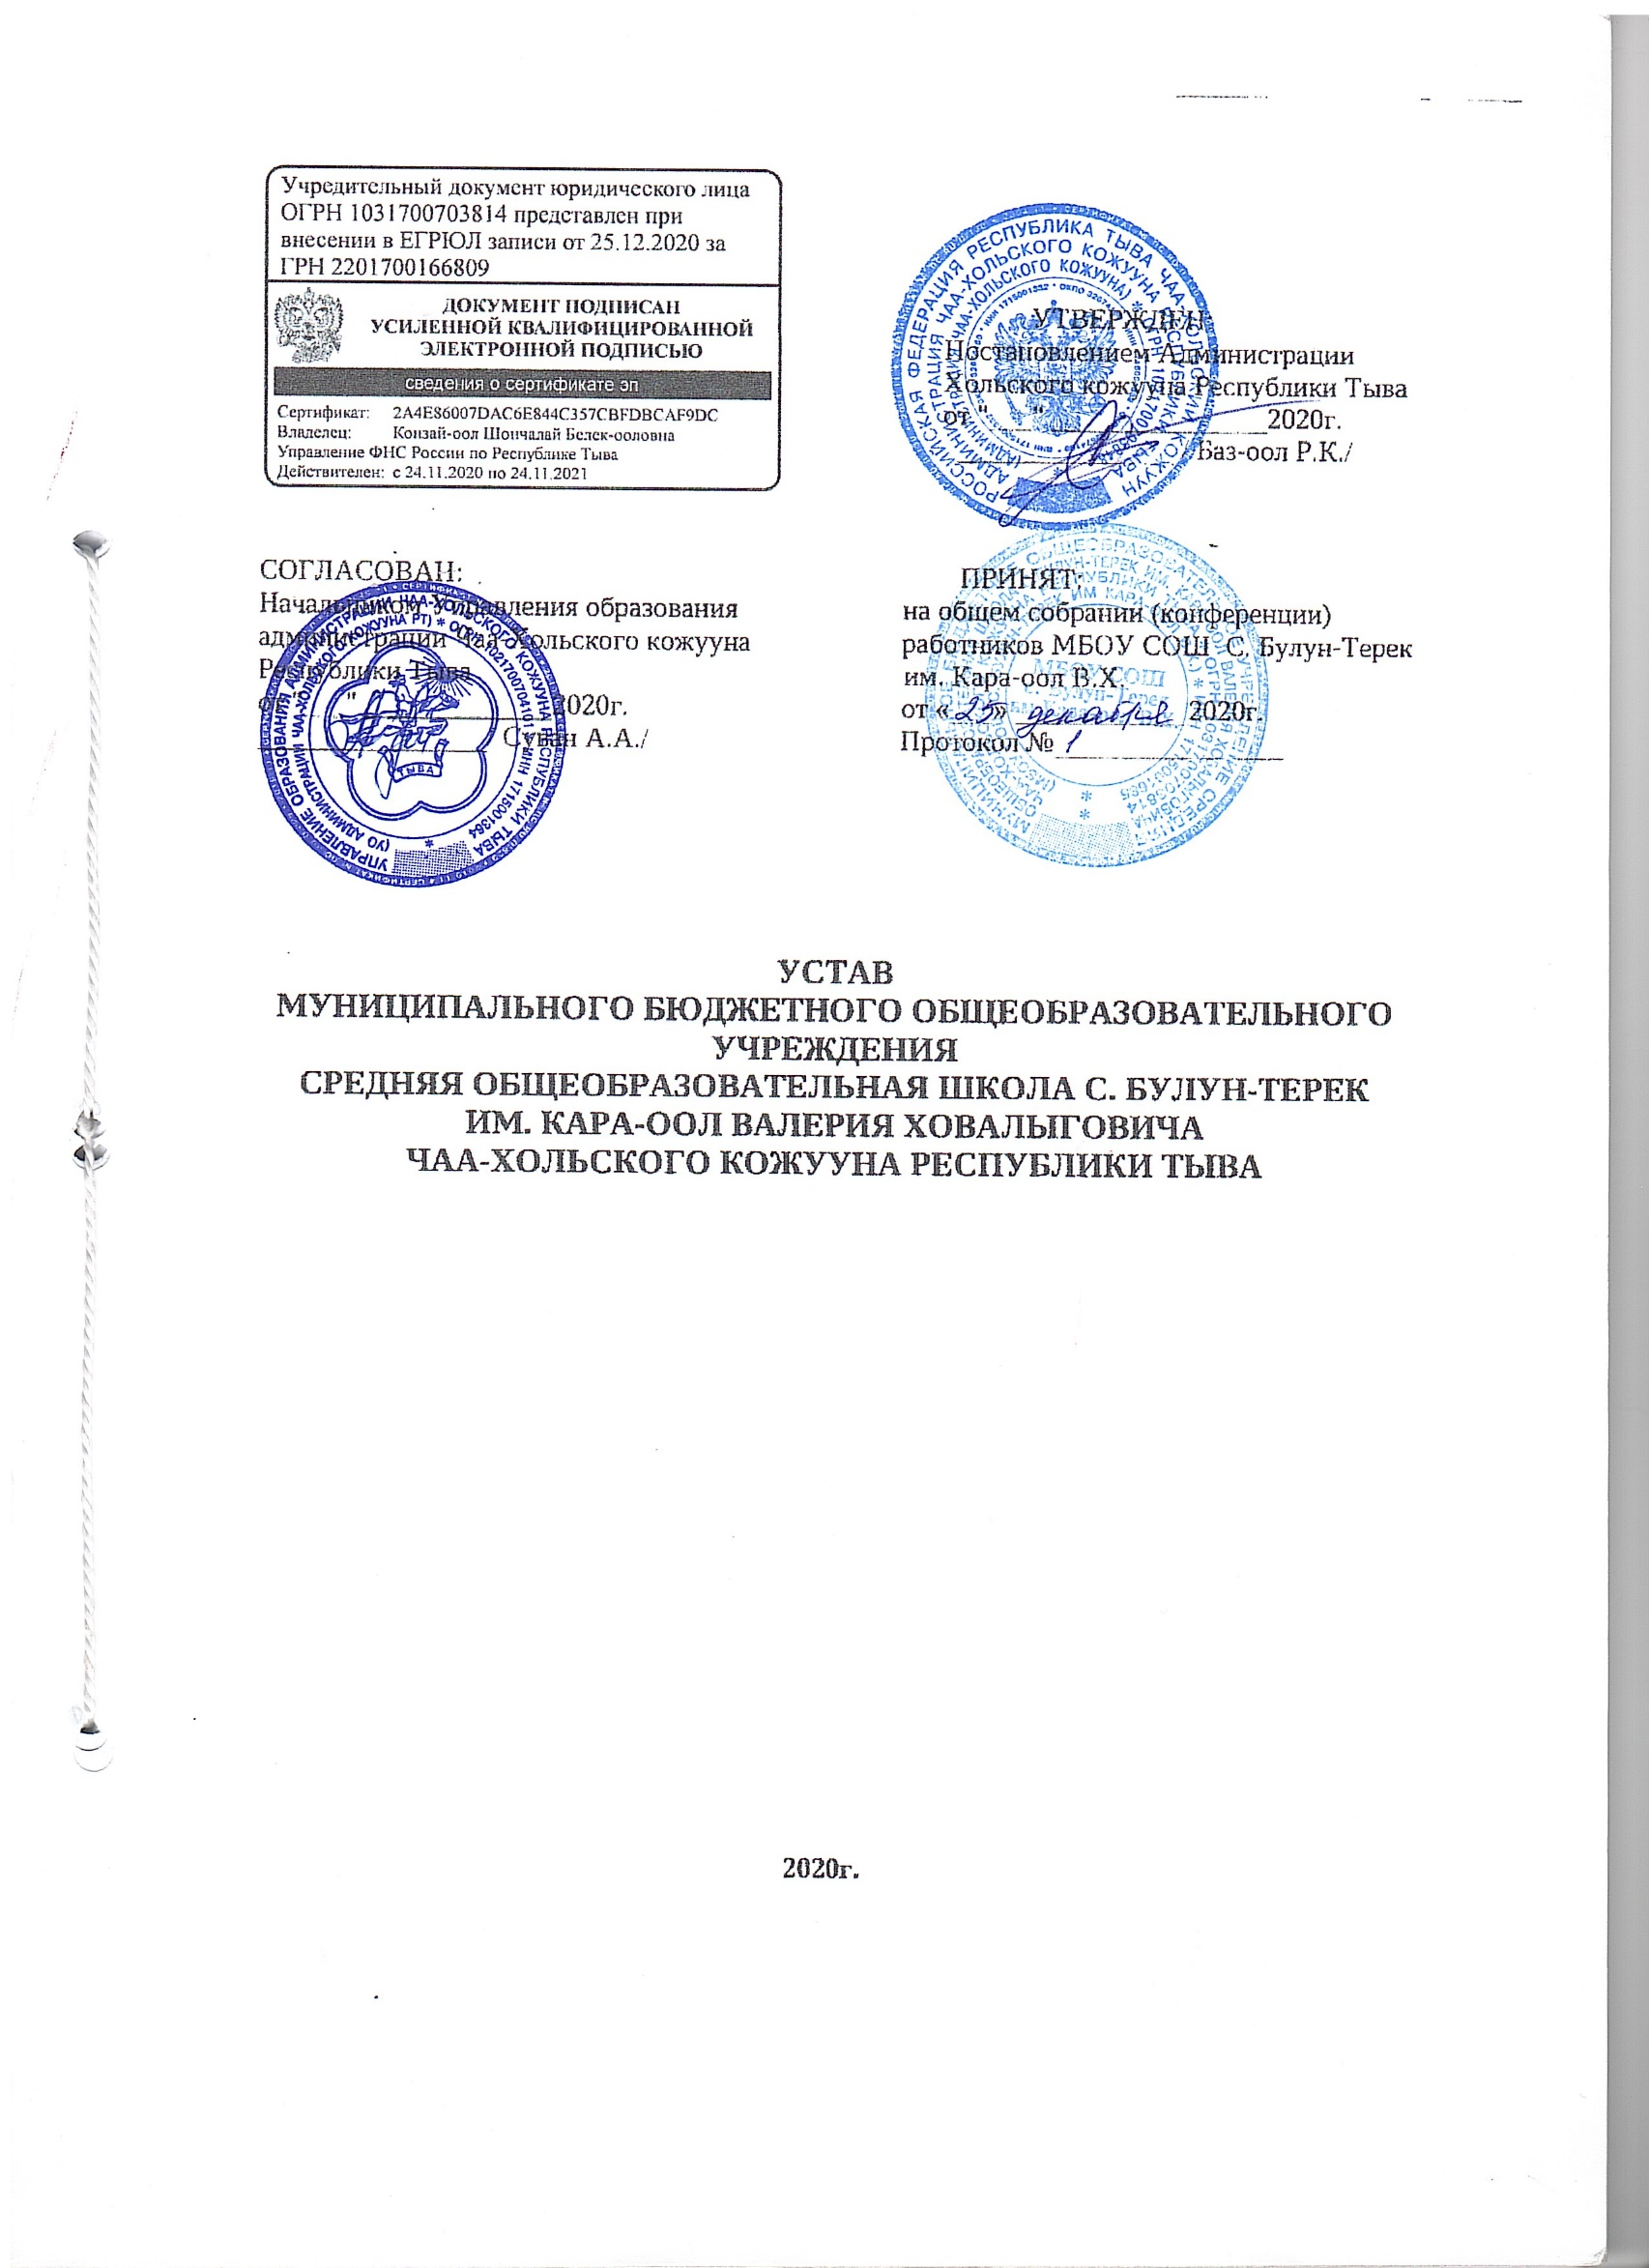 Учредительный документ юридического лица
ОГРН 1031700703814 представлен при
внесении в ЕГРЮЛ записи от 25.12.2020 за
ГРН 2201700166809
ДОКУМЕНТ ПОДПИСАН
УСИЛЕННОЙ КВАЛИФИЦИРОВАННОЙ
ЭЛЕКТРОННОЙ ПОДПИСЬЮ
сведения о сертификате эп
Сертификат: 2A4E86007DAC6E844C357CBFDBCAF9DC
Владелец: Конзай-оол Шончалай Белек-ооловна
Управление ФНС России по Республике Тыва
Действителен: с 24.11.2020 по 24.11.2021
УТВЕРЖДЕН
Постановлением Администрации
Хольского кожууна Республики Тыва
от "___" ____________2020г.
Баз-оол Р.К./
СОГЛАСОВАН:
Начальником Управления образования
администрации Чаа-Хольского кожууна
Республики Тыва
от "___" ____________2020г.
А.А./
ПРИНЯТ:
на общем собрании (конференции)
работников МБОУ СОШ С. Булун-Терек
им. Кара-оол В.Х.
от «25» декабря 2020г.
Протокол № 1
УСТАВ
МУНИЦИПАЛЬНОГО БЮДЖЕТНОГО ОБЩЕОБРАЗОВАТЕЛЬНОГО
УЧРЕЖДЕНИЯ
СРЕДНЯЯ ОБЩЕОБРАЗОВАТЕЛЬНАЯ ШКОЛА С. БУЛУН-ТЕРЕК
ИМ. КАРА-ООЛ ВАЛЕРИЯ ХОВАЛЫГОВИЧА
ЧАА-ХОЛЬСКОГО КОЖУУНА РЕСПУБЛИКИ ТЫВА
2020г.